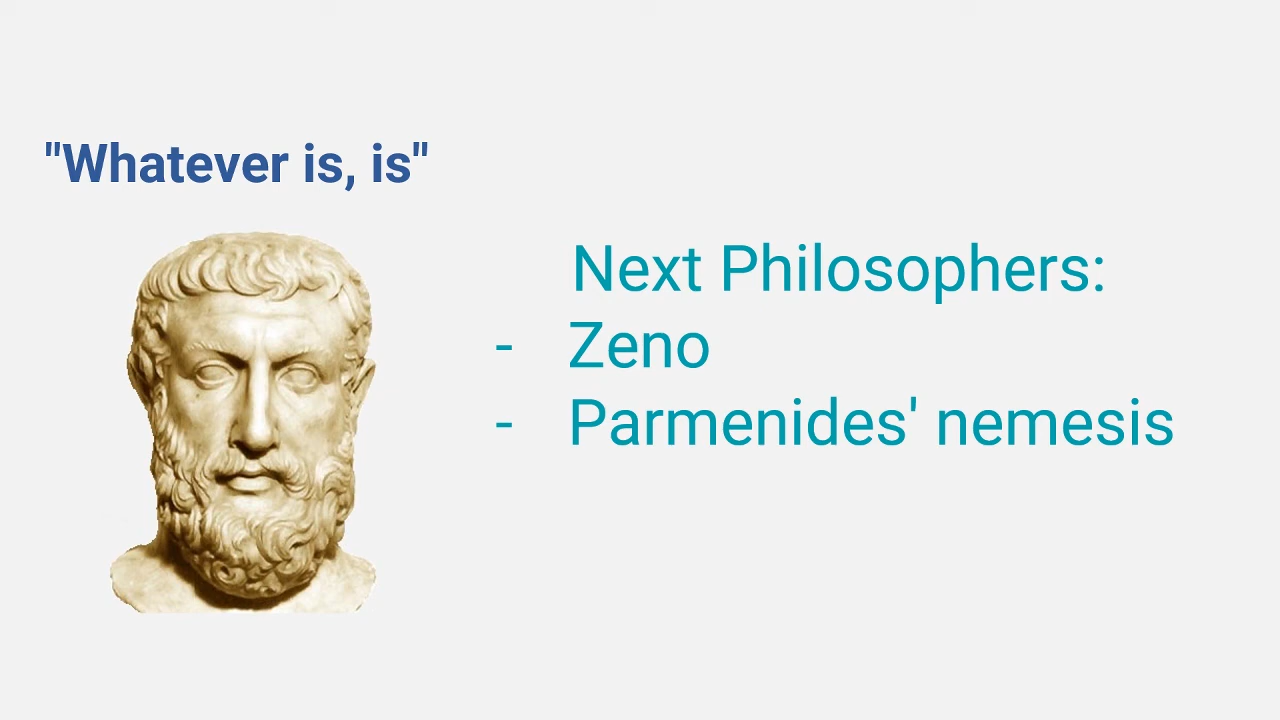 "Whatever is, is"
Next Philosophers:
- Zeno
- Parmenides' nemesis